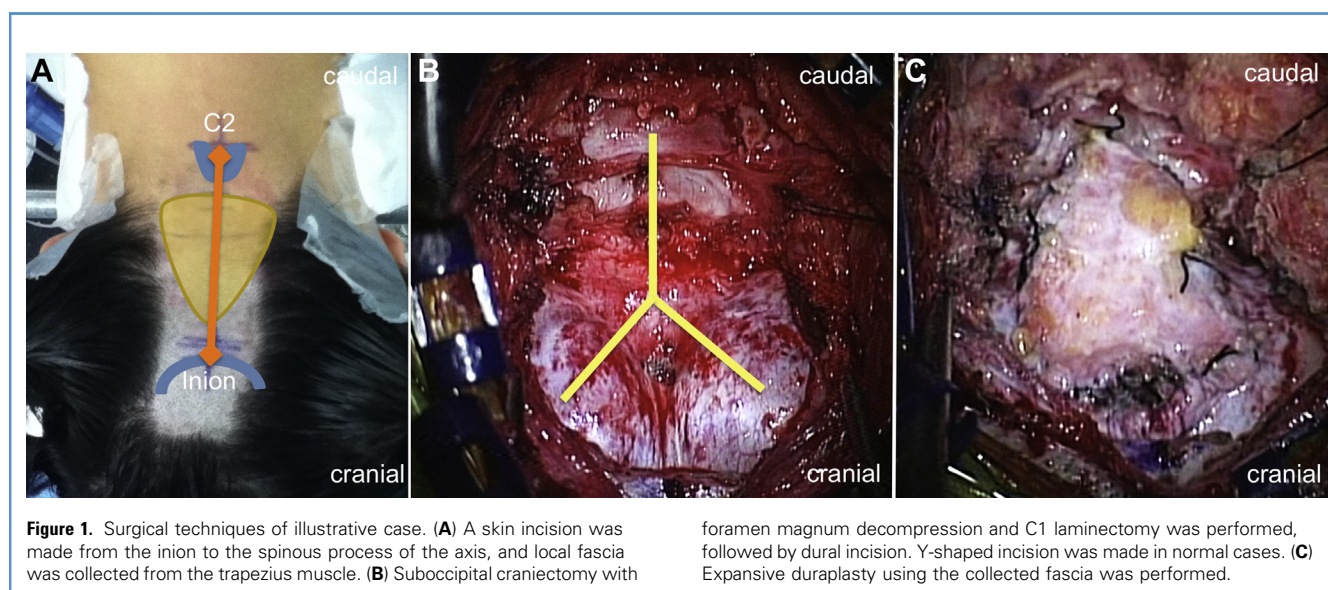 A
caudal
C2
Inion
cranial
B
caudal
cranial
C
caudal
cranial
Figure 1. Surgical techniques of illustrative case. (A) A skin incision was
made from the inion to the spinous process of the axis, and local fascia
was collected from the trapezius muscle. (B) Suboccipital craniectomy with
foramen magnum decompression and C1 laminectomy was performed,
followed by dural incision. Y-shaped incision was made in normal cases. (C)
Expansive duraplasty using the collected fascia was performed.